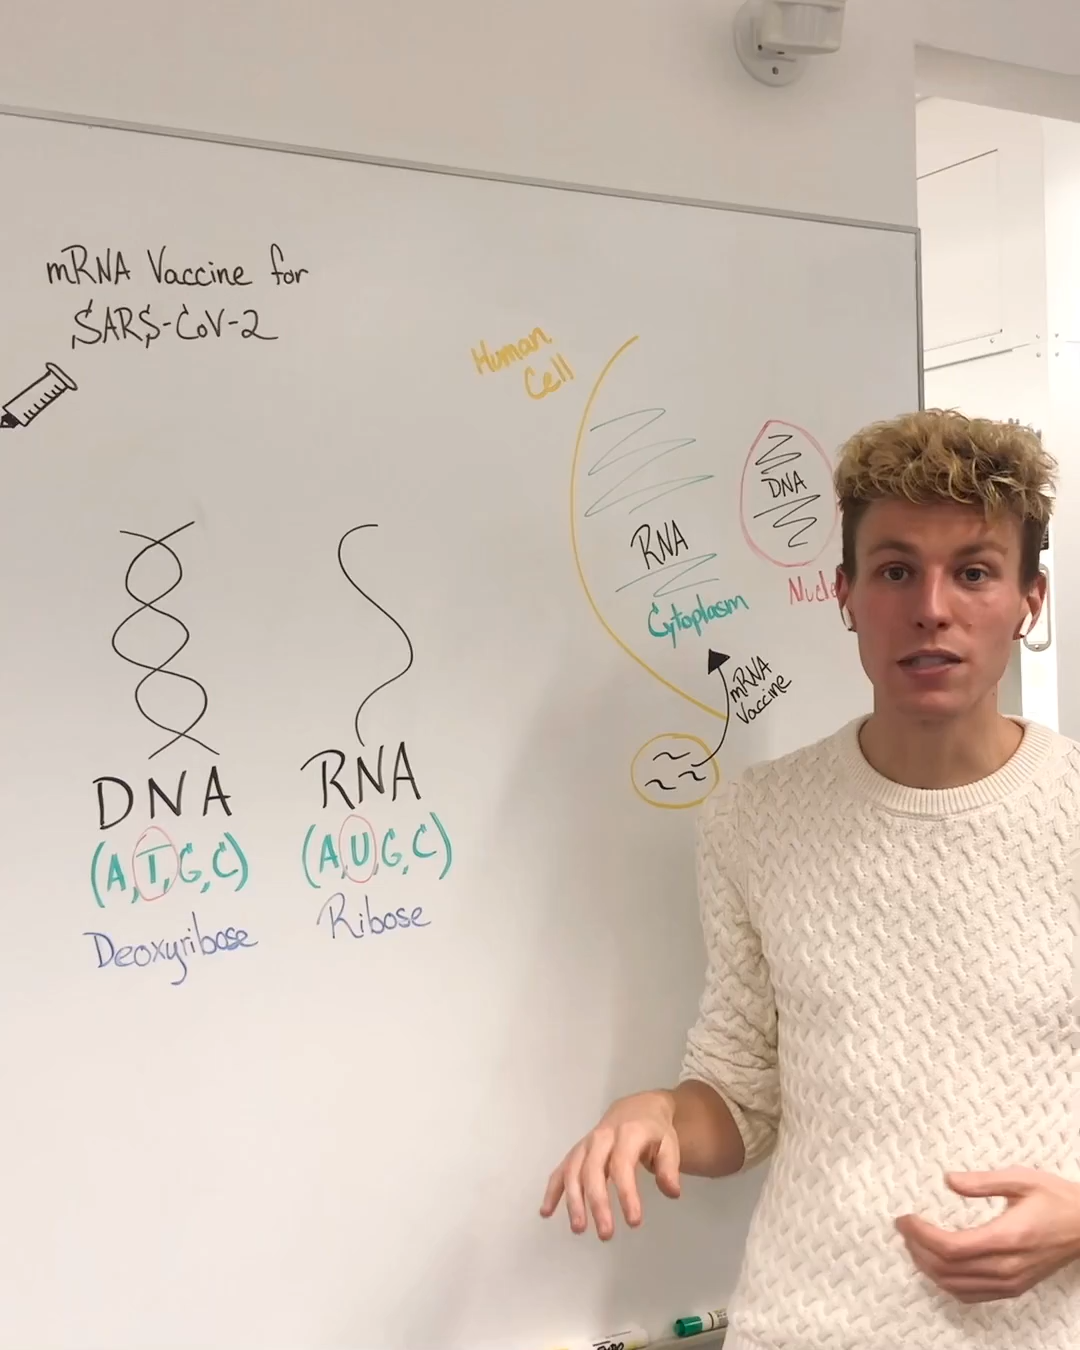 mRNA Vaccine for
SARS-CoV-2
Human
Cell
DNA
RNA
Cytoplasm
mRNA
Vaccine
DNA
RNA
(A, T, G, C)
(A, U, G, C)
Deoxyribose
Ribose